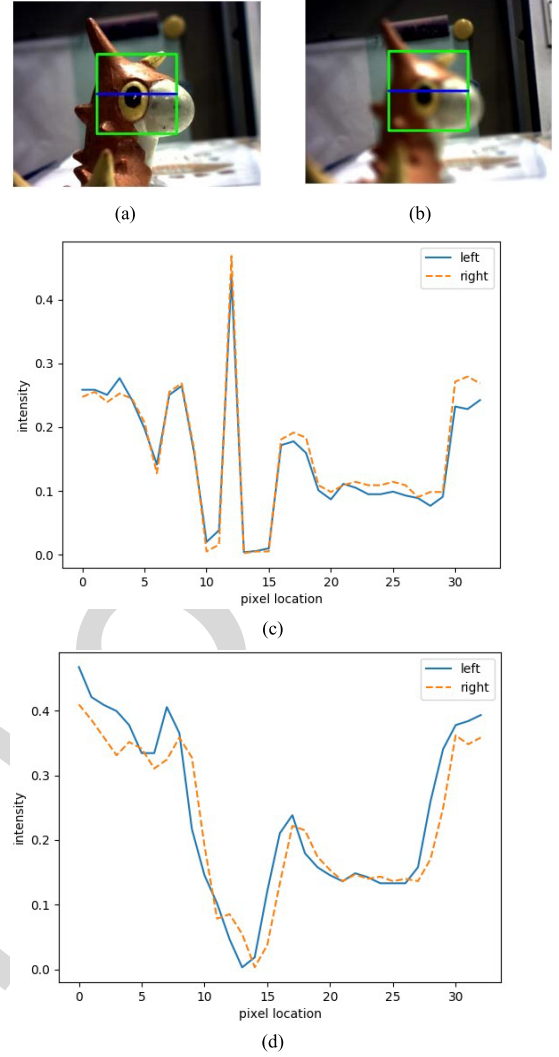 (a) (b)
left
right
0.4
0.3
0.2
0.1
0.0
intensity
0 5 10 15 20 25 30
pixel location
(c)
left
right
0.4
0.3
0.2
0.1
0.0
intensity
0 5 10 15 20 25 30
pixel location
(d)